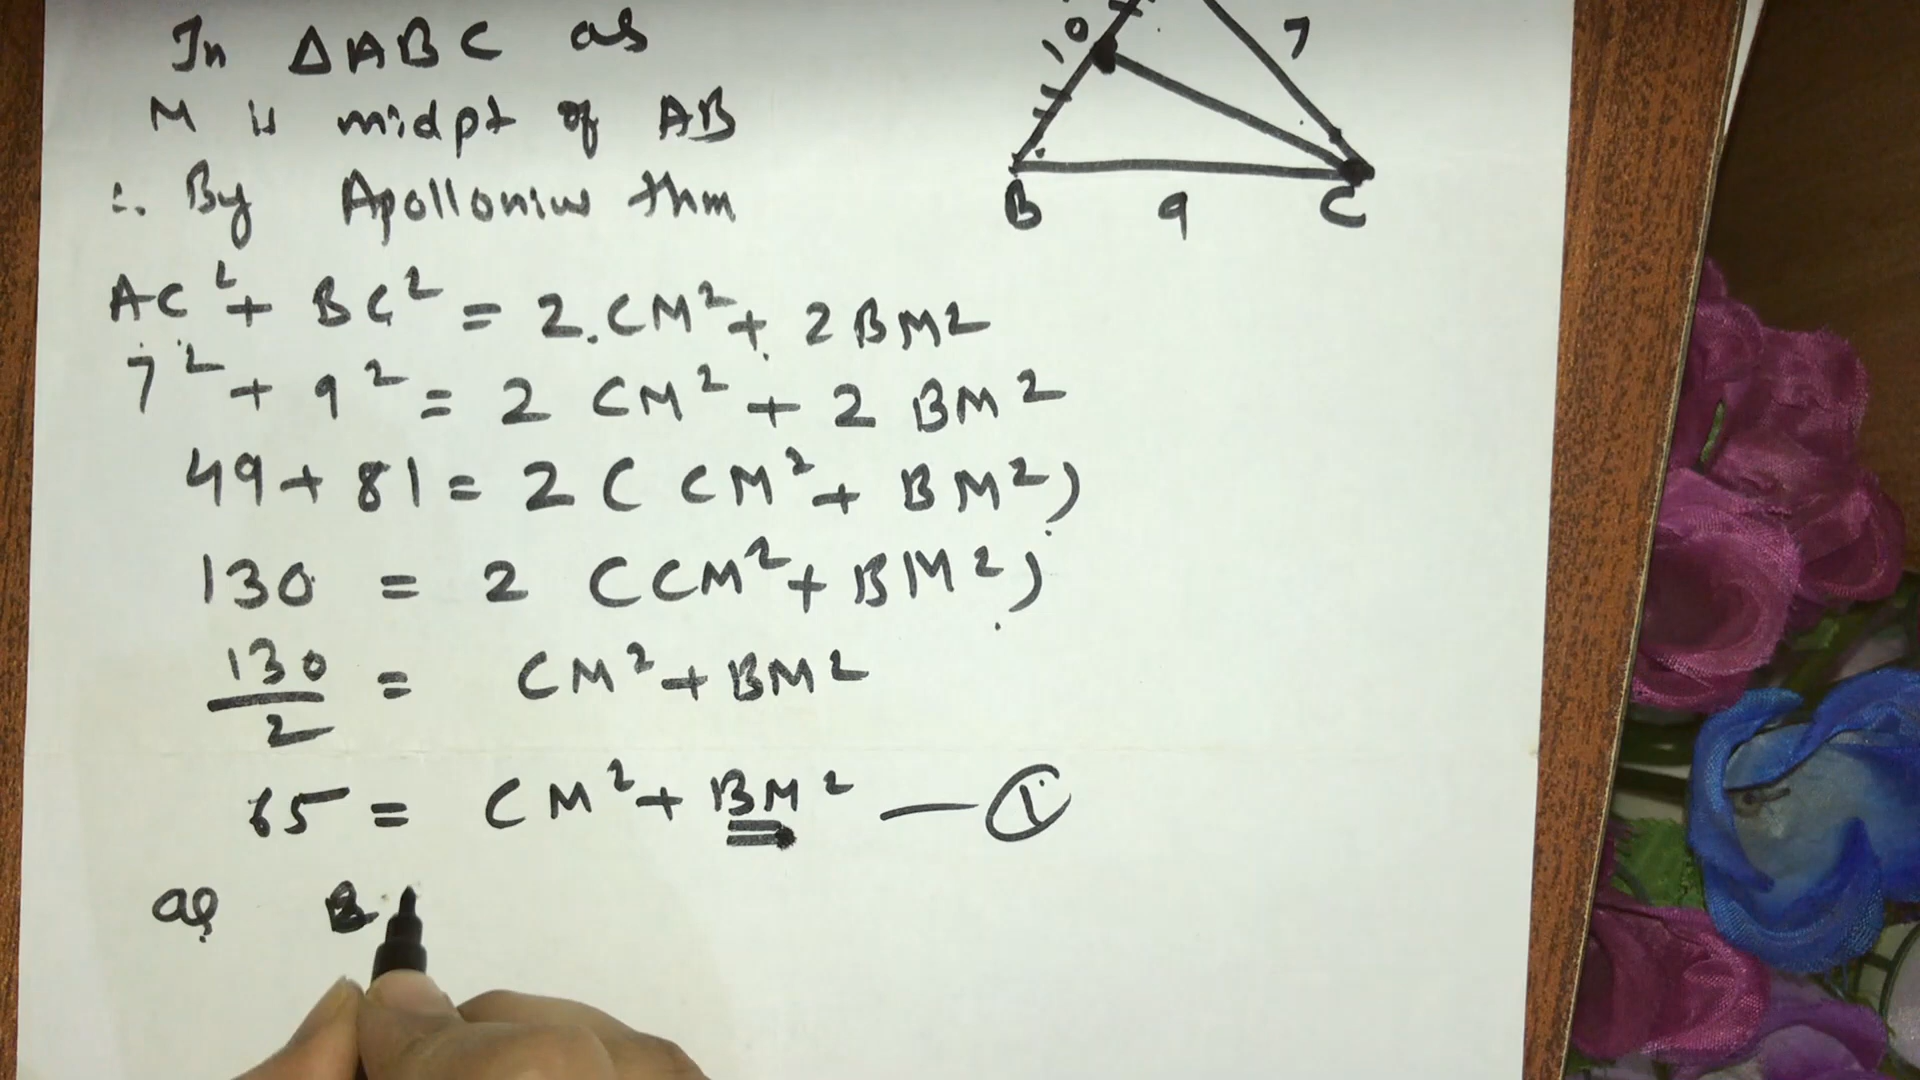 In △ABC as
M is midpt of AB
∴ By Apollonius thm
AC² + BC² = 2.CM² + 2BM²
7² + 9² = 2 CM² + 2 BM²
49 + 81 = 2 ( CM² + BM²)
130 = 2 (CM² + BM²)
130/2 = CM² + BM²
65 = CM² + BM² — ①
as B
10
7
B 9 C